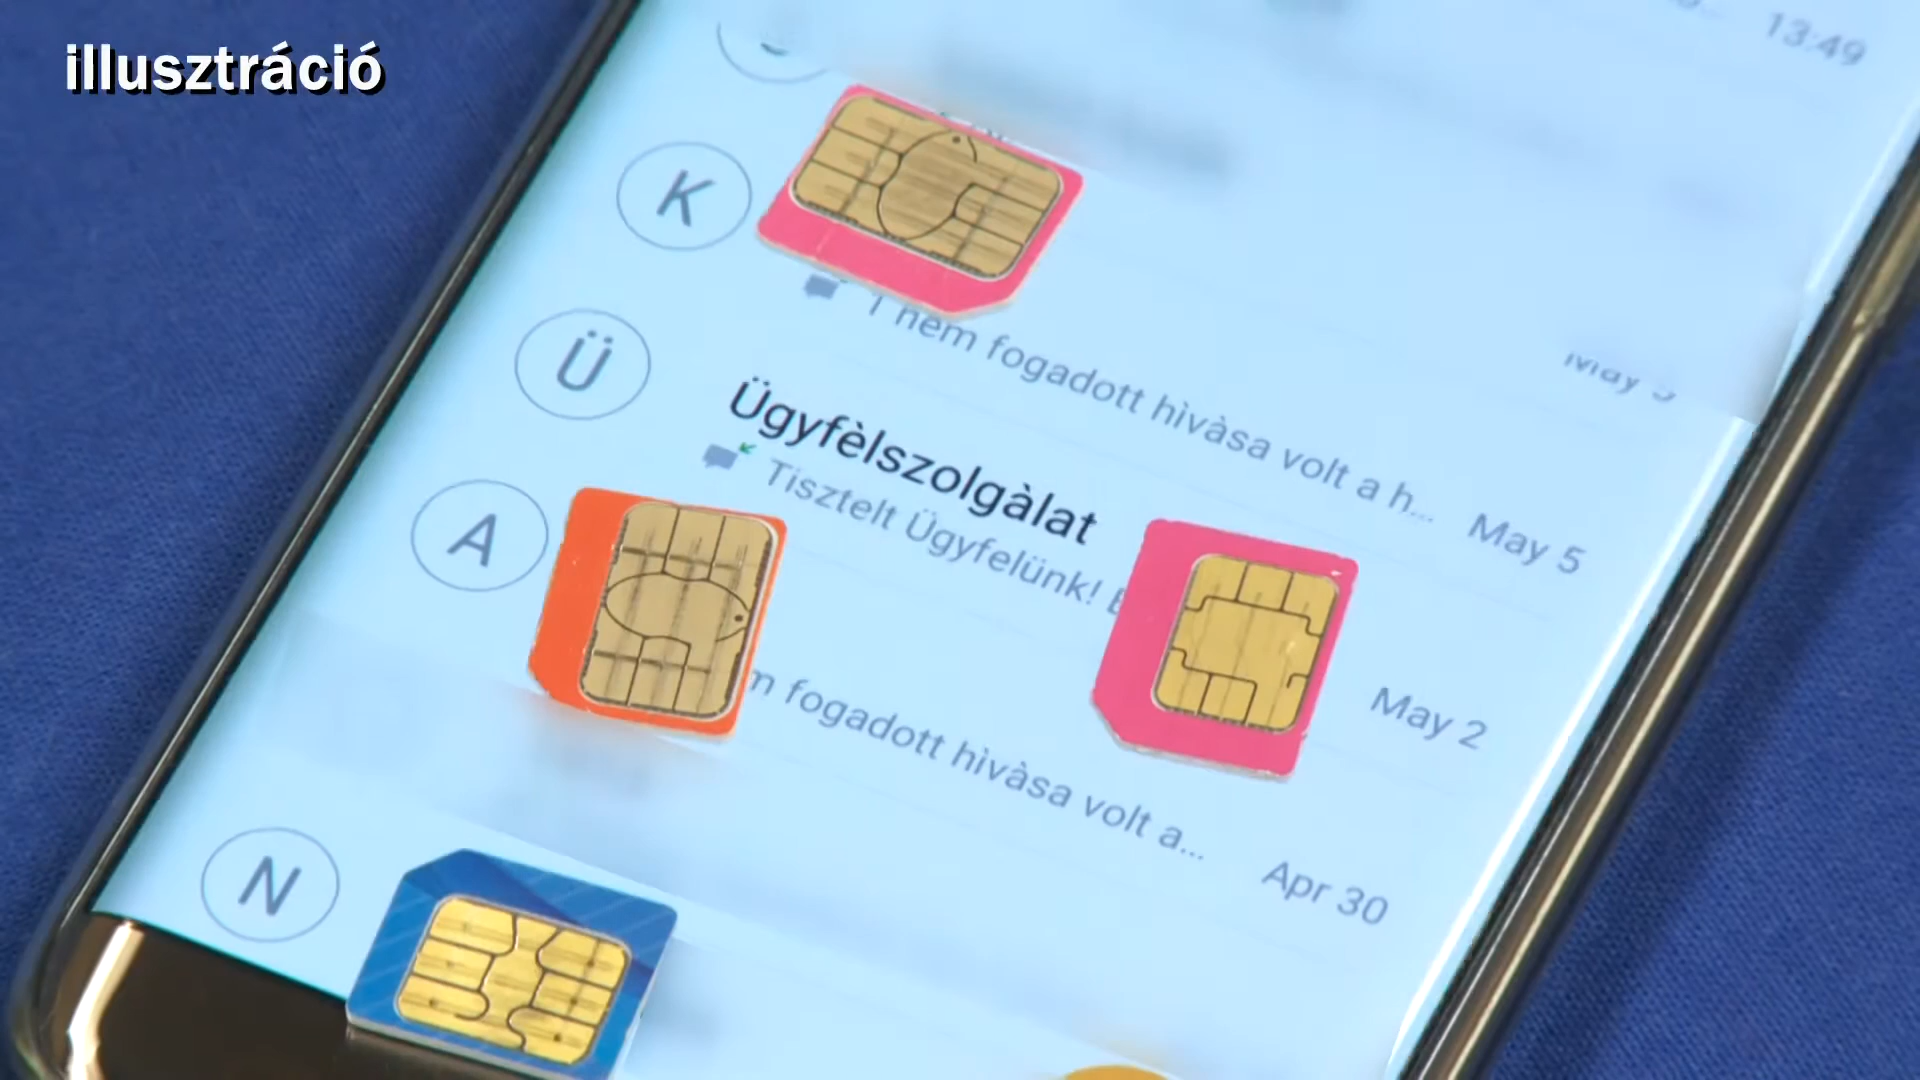 illusztráció
13:49
K
1 nem fogadott hìvàsa volt a h...
May 5
Ü
Ügyfèlszolgàlat
Tisztelt Ügyfelünk!
May 2
A
fogadott hìvàsa volt a...
Apr 30
N